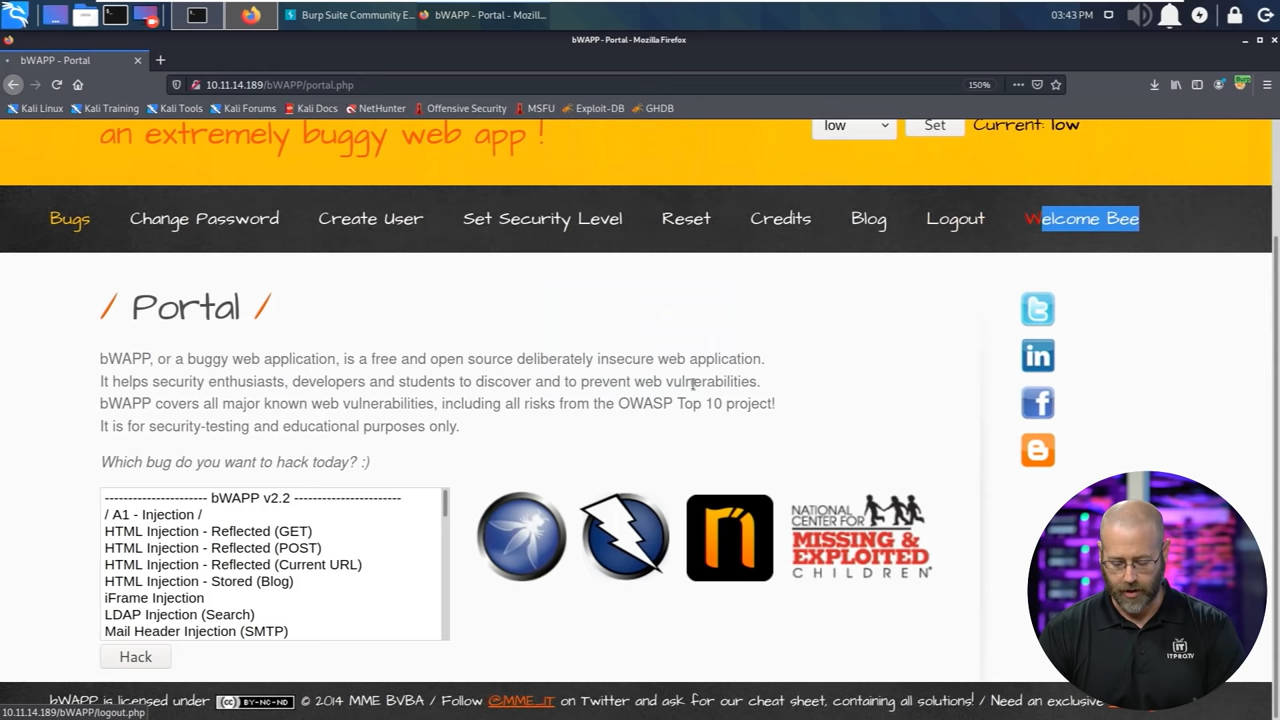 Burp Suite Community E...
bWAPP - Portal - Mozill...
03:43 PM
bWAPP - Portal - Mozilla Firefox
bWAPP - Portal
10.11.14.189/bWAPP/portal.php
150%
Burp
Kali Linux
Kali Training
Kali Tools
Kali Forums
Kali Docs
NetHunter
Offensive Security
MSFU
Exploit-DB
GHDB
an extremely buggy web app !
low
Set
Current: low
Bugs
Change Password
Create User
Set Security Level
Reset
Credits
Blog
Logout
Welcome Bee
/ Portal /
bWAPP, or a buggy web application, is a free and open source deliberately insecure web application.
It helps security enthusiasts, developers and students to discover and to prevent web vulnerabilities.
bWAPP covers all major known web vulnerabilities, including all risks from the OWASP Top 10 project!
It is for security-testing and educational purposes only.
Which bug do you want to hack today? :)
---------------------- bWAPP v2.2 -----------------------
/ A1 - Injection /
HTML Injection - Reflected (GET)
HTML Injection - Reflected (POST)
HTML Injection - Reflected (Current URL)
HTML Injection - Stored (Blog)
iFrame Injection
LDAP Injection (Search)
Mail Header Injection (SMTP)
Hack
NATIONAL
CENTER FOR
MISSING &
EXPLOITED
CHILDREN®
IT
ITPRO.TV
bWAPP is licensed under (cc) BY-NC-ND © 2014 MME BVBA / Follow @MME_IT on Twitter and ask for our cheat sheet, containing all solutions! / Need an exclusive
10.11.14.189/bWAPP/logout.php